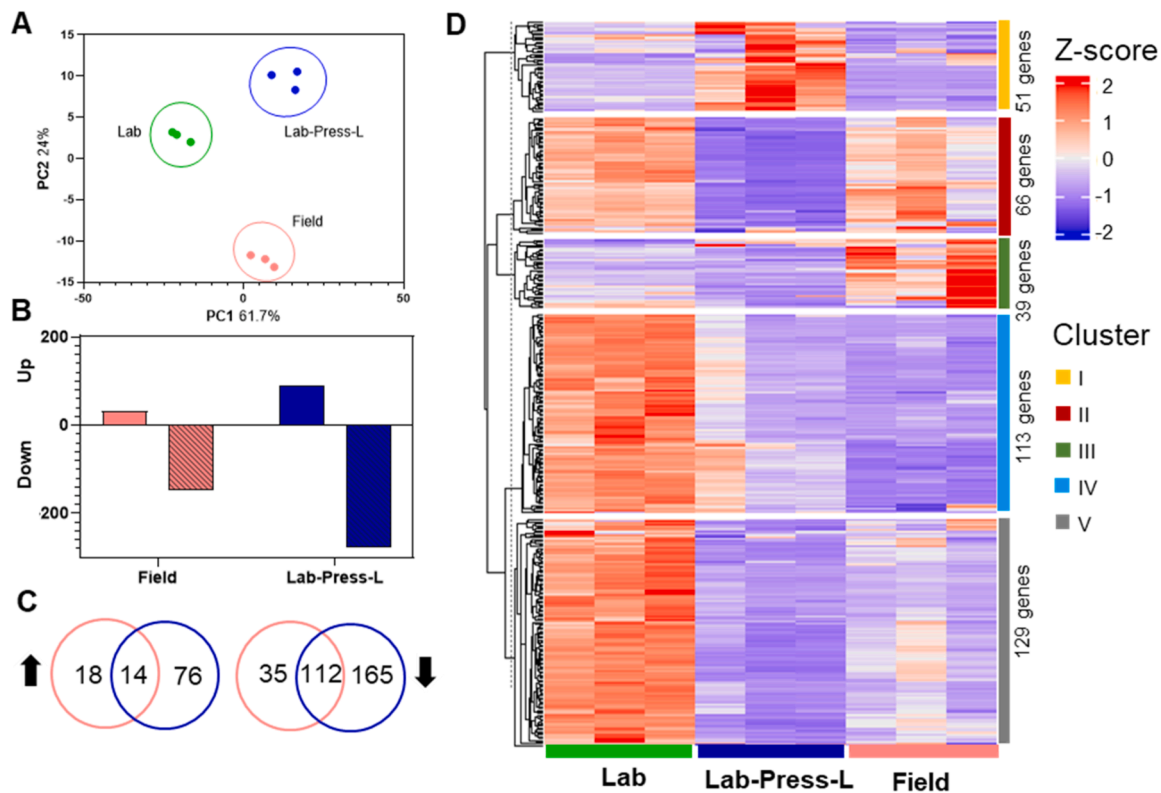 A
15
10
5
0
-5
-10
-15
PC2 24%
Lab
Lab-Press-L
Field
-50
0
50
PC1 61.7%
B
200
0
200
Up
Down
Field
Lab-Press-L
C
18
14
76
35
112
165
D
51 genes
66 genes
39 genes
113 genes
129 genes
Lab
Lab-Press-L
Field
Z-score
2
1
0
-1
-2
Cluster
I
II
III
IV
V